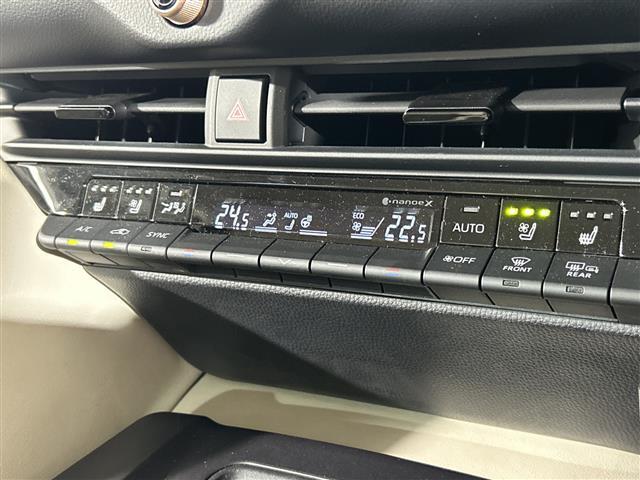 nanoeX
24.5 AUTO ECO 22.5
AUTO
A/C
SYNC
OFF
FRONT
REAR